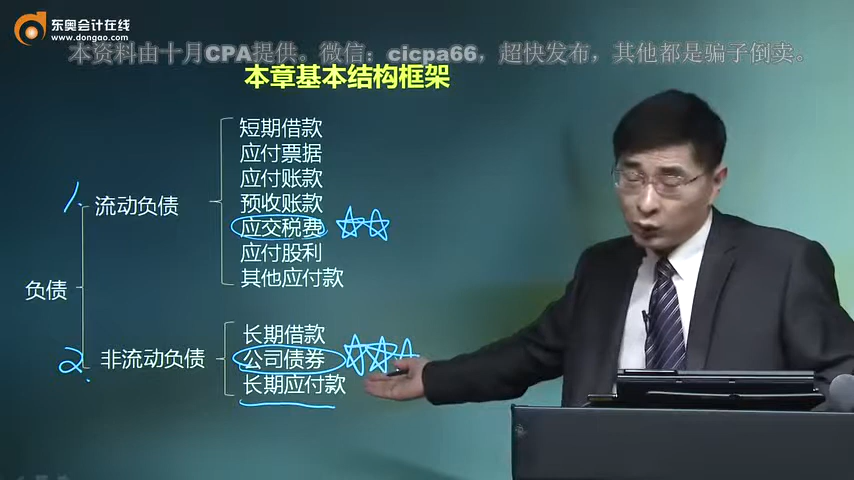 东奥会计在线
www.dongao.com
本资料由十月CPA提供。微信：cicpa66，超快发布，其他都是骗子倒卖。
本章基本结构框架
负债
1.
流动负债
短期借款
应付票据
应付账款
预收账款
应交税费
应付股利
其他应付款
2.
非流动负债
长期借款
公司债券
长期应付款